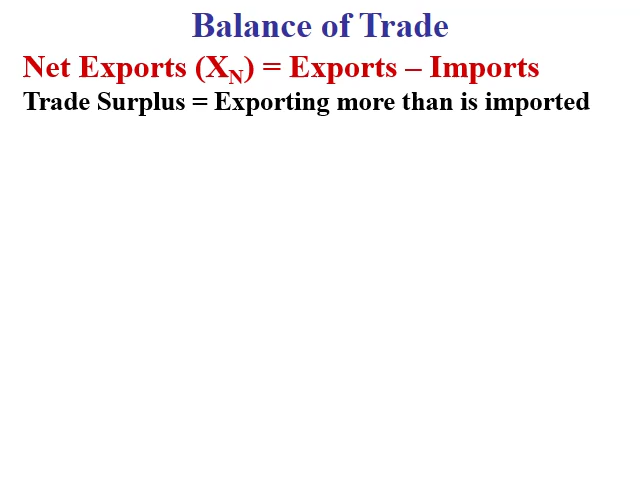 Balance of Trade
Net Exports (XN) = Exports – Imports
Trade Surplus = Exporting more than is imported